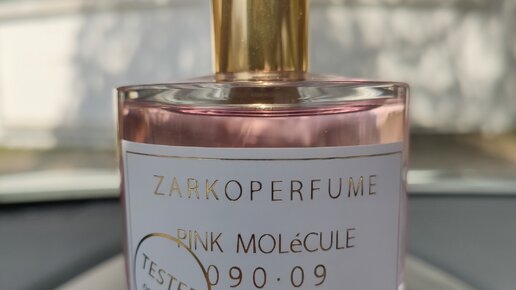 ZARKOPERFUME
PINK MOLéCULE
090·09
TESTER